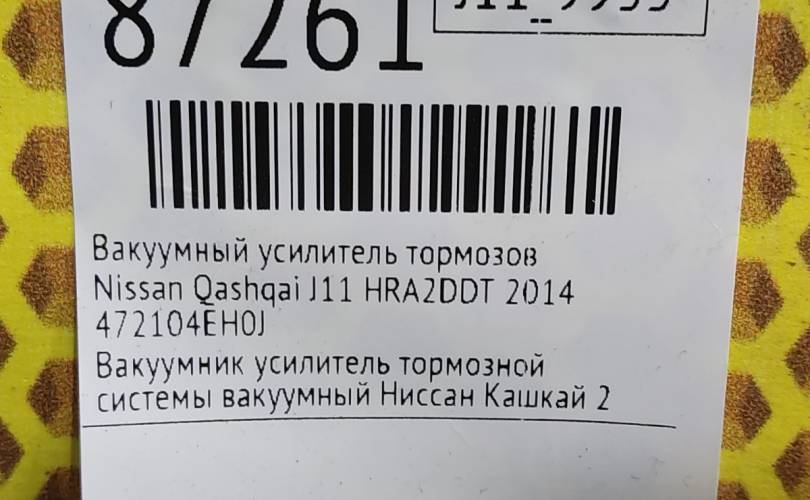 87261
Вакуумный усилитель тормозов
Nissan Qashqai J11 HRA2DDT 2014
472104EH0J
Вакуумник усилитель тормозной
системы вакуумный Ниссан Кашкай 2